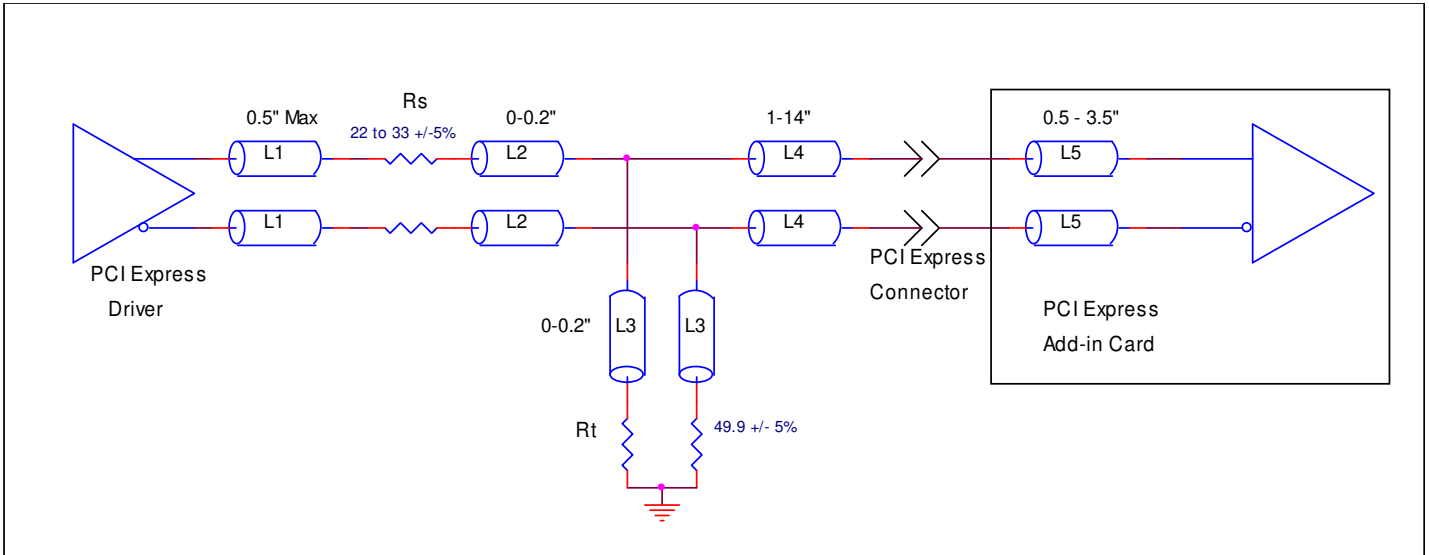 Rs
0.5" Max
22 to 33 +/-5%
0-0.2"
1-14"
0.5 - 3.5"
L1
L2
L4
L5
L1
L2
L4
L5
PCI Express
Driver
PCI Express
Connector
PCI Express
Add-in Card
0-0.2"
L3
L3
Rt
49.9 +/- 5%